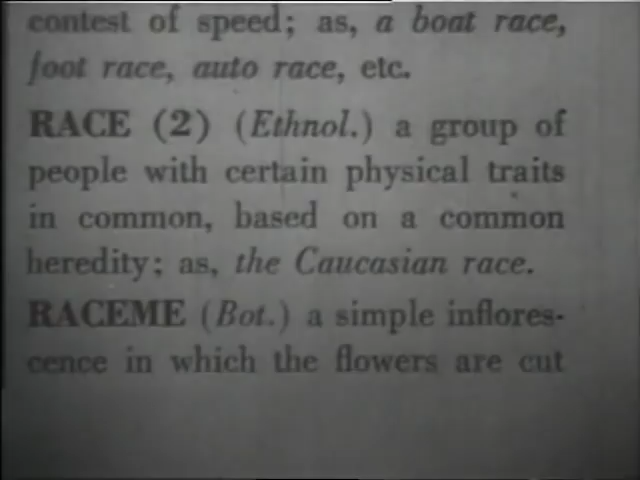 contest of speed; as, a boat race,
foot race, auto race, etc.
RACE (2) (Ethnol.) a group of
people with certain physical traits
in common, based on a common
heredity; as, the Caucasian race.
RACEME (Bot.) a simple inflores-
cence in which the flowers are cut